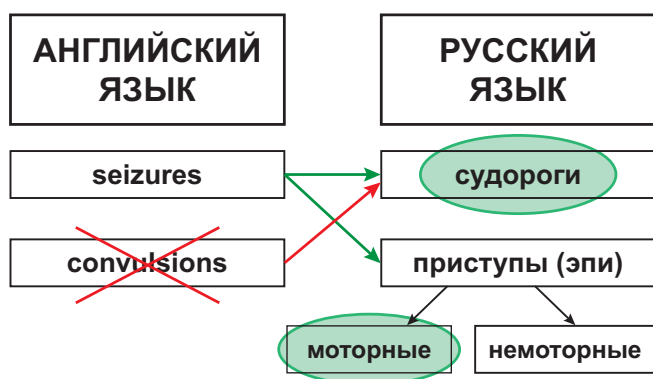 АНГЛИЙСКИЙ
ЯЗЫК
РУССКИЙ
ЯЗЫК
seizures
судороги
convulsions
приступы (эпи)
моторные
немоторные